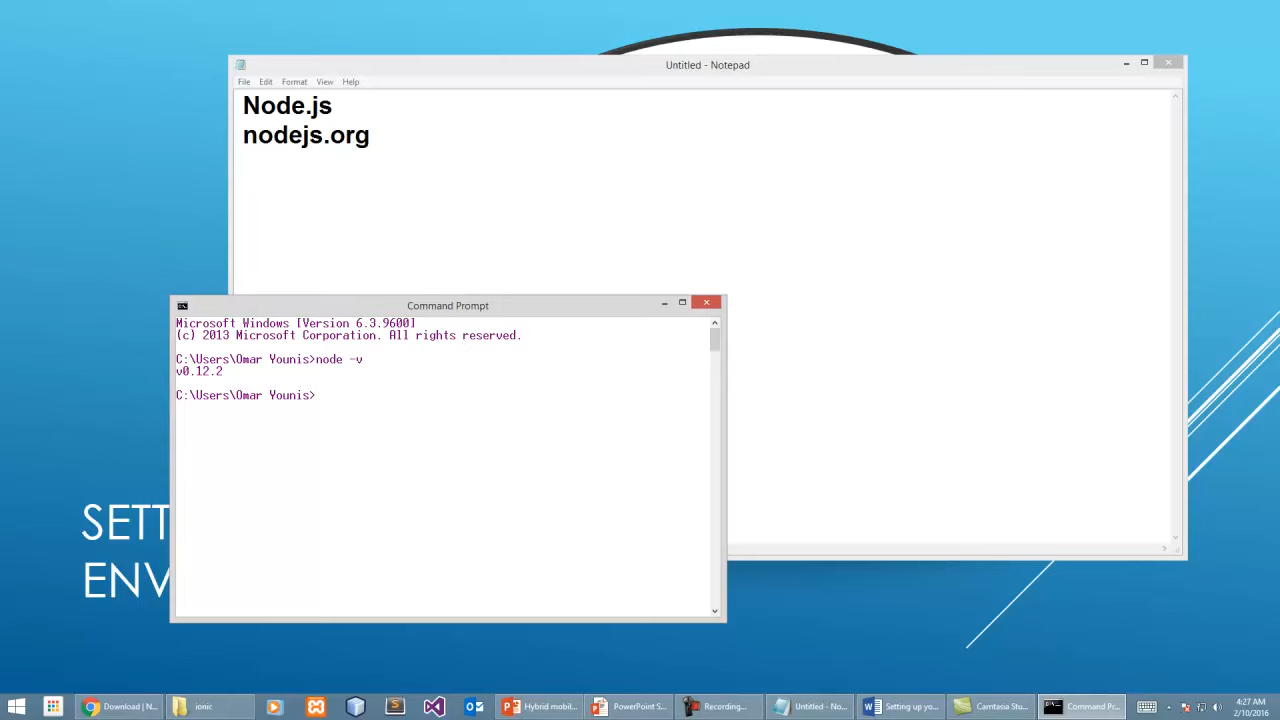 Untitled - Notepad
File Edit Format View Help
Node.js
nodejs.org
Command Prompt
Microsoft Windows [Version 6.3.9600]
(c) 2013 Microsoft Corporation. All rights reserved.
C:\Users\Omar Younis>node -v
v0.12.2
C:\Users\Omar Younis>
SETT
ENV
Download | N...
ionic
Hybrid mobil...
PowerPoint S...
Recording...
Untitled - No...
Setting up yo...
Camtasia Stu...
Command Pr...
4:27 AM
2/10/2016